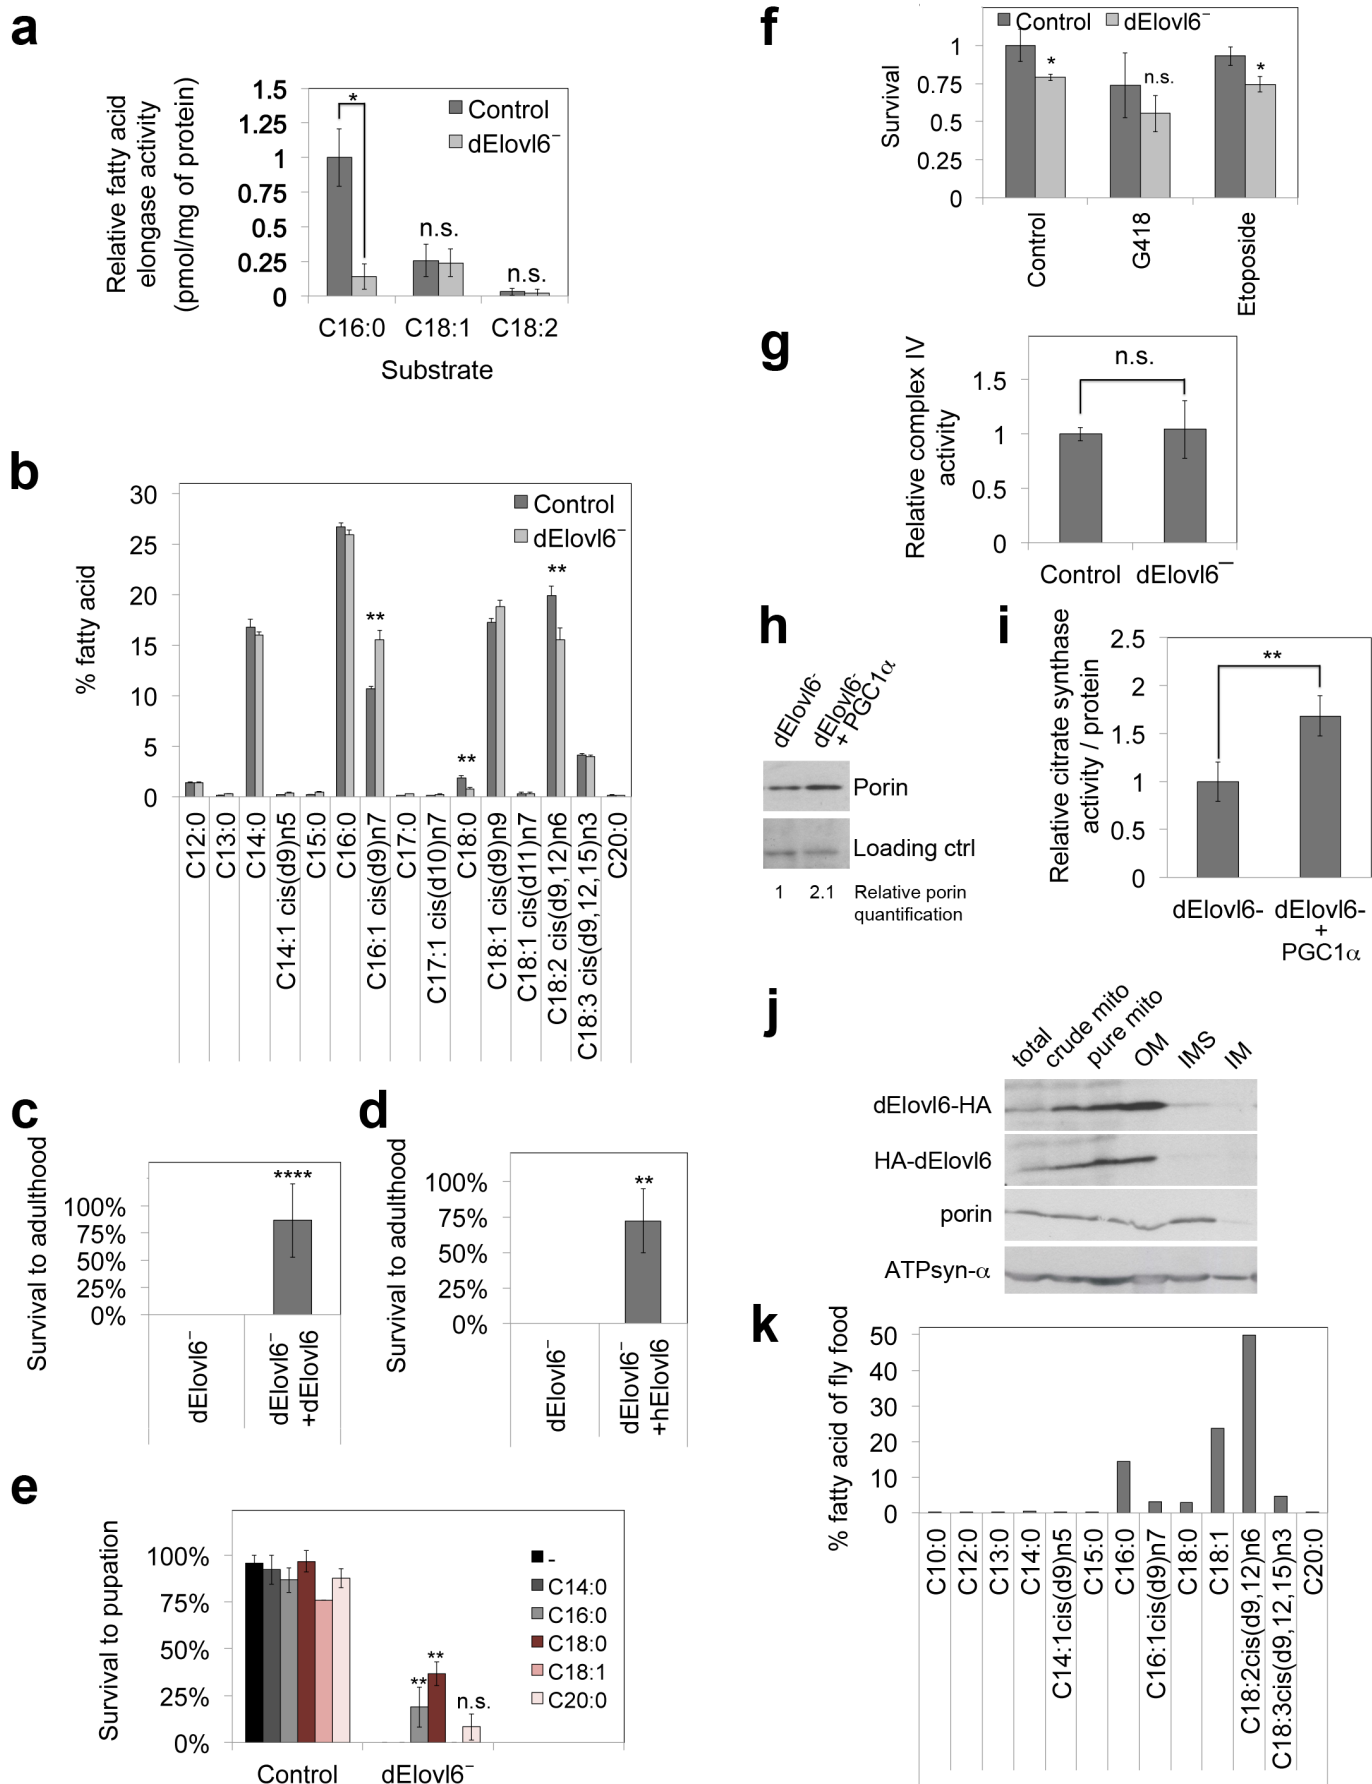 a
Relative fatty acid
elongase activity
(pmol/mg of protein)
1.5
1.25
1
0.75
0.5
0.25
0
*
n.s.
n.s.
Control
dElovl6⁻
C16:0 C18:1 C18:2
Substrate
b
% fatty acid
30
25
20
15
10
5
0
Control
dElovl6⁻
**
**
**
C12:0
C13:0
C14:0
C14:1 cis(d9)n5
C15:0
C16:0
C16:1 cis(d9)n7
C17:0
C17:1 cis(d10)n7
C18:0
C18:1 cis(d9)n9
C18:1 cis(d11)n7
C18:2 cis(d9,12)n6
C18:3 cis(d9,12,15)n3
C20:0
c
Survival to adulthood
100%
75%
50%
25%
0%
****
dElovl6⁻
dElovl6⁻
+dElovl6
d
Survival to adulthood
100%
75%
50%
25%
0%
**
dElovl6⁻
dElovl6⁻
+hElovl6
e
Survival to pupation
100%
75%
50%
25%
0%
**
**
n.s.
-
C14:0
C16:0
C18:0
C18:1
C20:0
Control dElovl6⁻
f
Survival
1
0.75
0.5
0.25
0
Control dElovl6⁻
*
n.s.
*
Control
G418
Etoposide
g
Relative complex IV
activity
1.5
1
0.5
0
n.s.
Control dElovl6⁻
h
dElovl6-
dElovl6-
+ PGC1α
Porin
Loading ctrl
1 2.1 Relative porin
quantification
i
Relative citrate synthase
activity / protein
2.5
2
1.5
1
0.5
0
**
dElovl6- dElovl6-
+
PGC1α
j
total
crude mito
pure mito
OM
IMS
IM
dElovl6-HA
HA-dElovl6
porin
ATPsyn-α
k
% fatty acid of fly food
50
40
30
20
10
0
C10:0
C12:0
C13:0
C14:0
C14:1cis(d9)n5
C15:0
C16:0
C16:1cis(d9)n7
C18:0
C18:1
C18:2cis(d9,12)n6
C18:3cis(d9,12,15)n3
C20:0